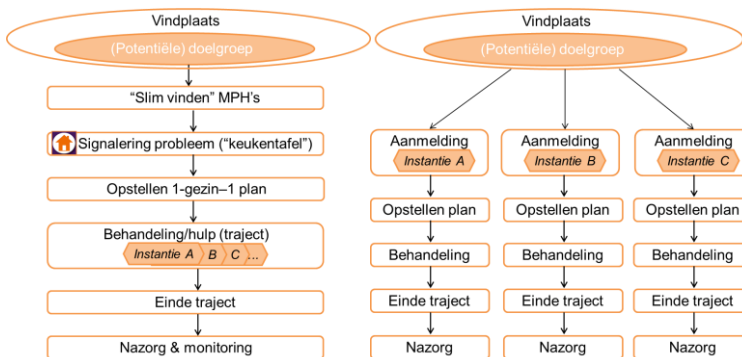 Vindplaats
(Potentiële) doelgroep
“Slim vinden” MPH’s
Signalering probleem (“keukentafel”)
Opstellen 1-gezin–1 plan
Behandeling/hulp (traject)
Instantie A B C ...
Einde traject
Nazorg & monitoring
Vindplaats
(Potentiële) doelgroep
Aanmelding
Instantie A
Opstellen plan
Behandeling
Einde traject
Nazorg
Aanmelding
Instantie B
Opstellen plan
Behandeling
Einde traject
Nazorg
Aanmelding
Instantie C
Opstellen plan
Behandeling
Einde traject
Nazorg